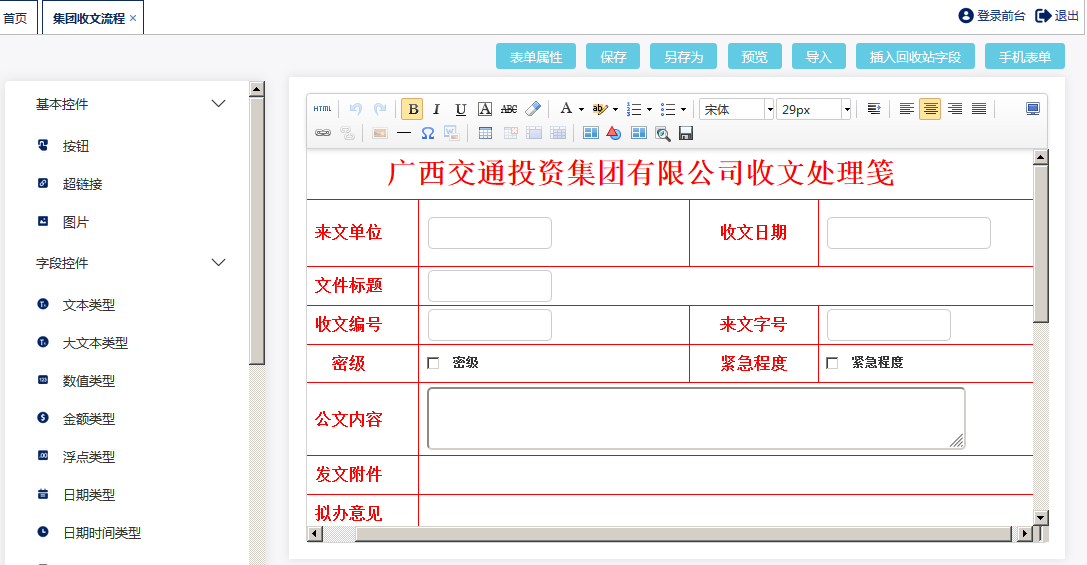 首页 集团收文流程 × 登录前台 退出
表单属性 保存 另存为 预览 导入 插入回收站字段 手机表单
基本控件
按钮
超链接
图片
字段控件
文本类型
大文本类型
数值类型
金额类型
浮点类型
日期类型
日期时间类型
HTML B I U A ABC A ab 宋体 29px
广西交通投资集团有限公司收文处理笺
来文单位 收文日期
文件标题
收文编号 来文字号
密级 密级 紧急程度 紧急程度
公文内容
发文附件
拟办意见